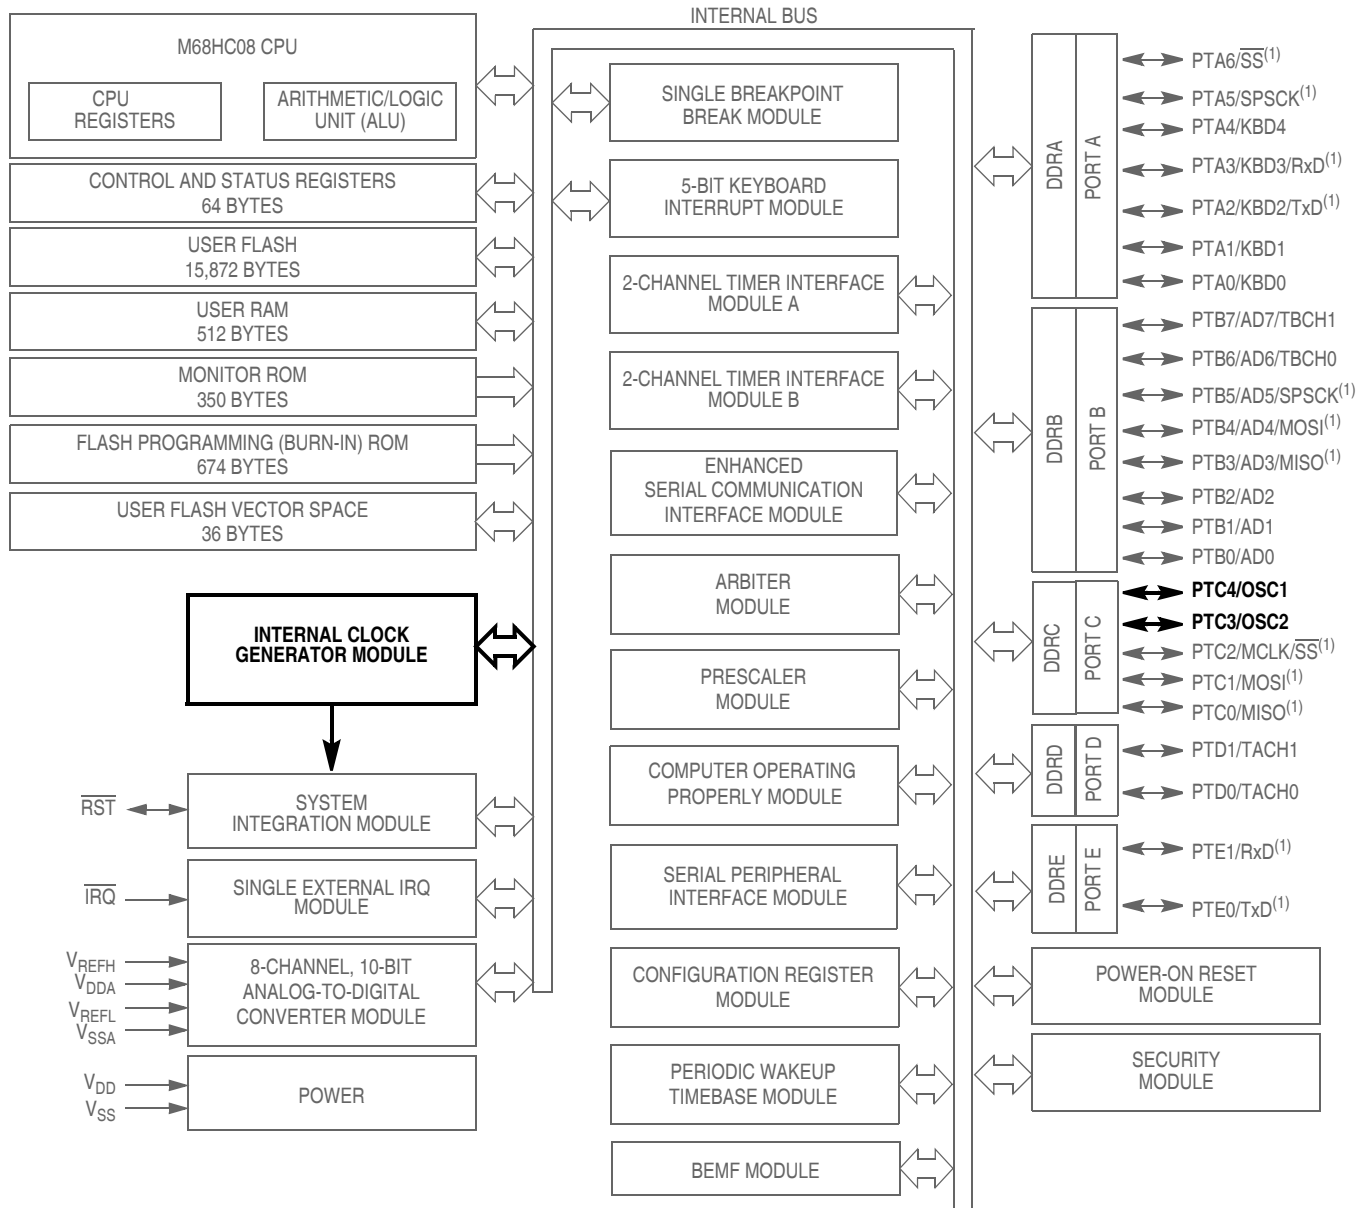 INTERNAL BUS
M68HC08 CPU
CPU
REGISTERS
ARITHMETIC/LOGIC
UNIT (ALU)
CONTROL AND STATUS REGISTERS
64 BYTES
USER FLASH
15,872 BYTES
USER RAM
512 BYTES
MONITOR ROM
350 BYTES
FLASH PROGRAMMING (BURN-IN) ROM
674 BYTES
USER FLASH VECTOR SPACE
36 BYTES
INTERNAL CLOCK
GENERATOR MODULE
RST
SYSTEM
INTEGRATION MODULE
IRQ
SINGLE EXTERNAL IRQ
MODULE
VREFH
VDDA
VREFL
VSSA
8-CHANNEL, 10-BIT
ANALOG-TO-DIGITAL
CONVERTER MODULE
VDD
VSS
POWER
SINGLE BREAKPOINT
BREAK MODULE
5-BIT KEYBOARD
INTERRUPT MODULE
2-CHANNEL TIMER INTERFACE
MODULE A
2-CHANNEL TIMER INTERFACE
MODULE B
ENHANCED
SERIAL COMMUNICATION
INTERFACE MODULE
ARBITER
MODULE
PRESCALER
MODULE
COMPUTER OPERATING
PROPERLY MODULE
SERIAL PERIPHERAL
INTERFACE MODULE
CONFIGURATION REGISTER
MODULE
PERIODIC WAKEUP
TIMEBASE MODULE
BEMF MODULE
DDRA
PORT A
PTA6/SS(1)
PTA5/SPSCK(1)
PTA4/KBD4
PTA3/KBD3/RxD(1)
PTA2/KBD2/TxD(1)
PTA1/KBD1
PTA0/KBD0
DDRB
PORT B
PTB7/AD7/TBCH1
PTB6/AD6/TBCH0
PTB5/AD5/SPSCK(1)
PTB4/AD4/MOSI(1)
PTB3/AD3/MISO(1)
PTB2/AD2
PTB1/AD1
PTB0/AD0
DDRC
PORT C
PTC4/OSC1
PTC3/OSC2
PTC2/MCLK/SS(1)
PTC1/MOSI(1)
PTC0/MISO(1)
DDRD
PORT D
PTD1/TACH1
PTD0/TACH0
DDRE
PORT E
PTE1/RxD(1)
PTE0/TxD(1)
POWER-ON RESET
MODULE
SECURITY
MODULE